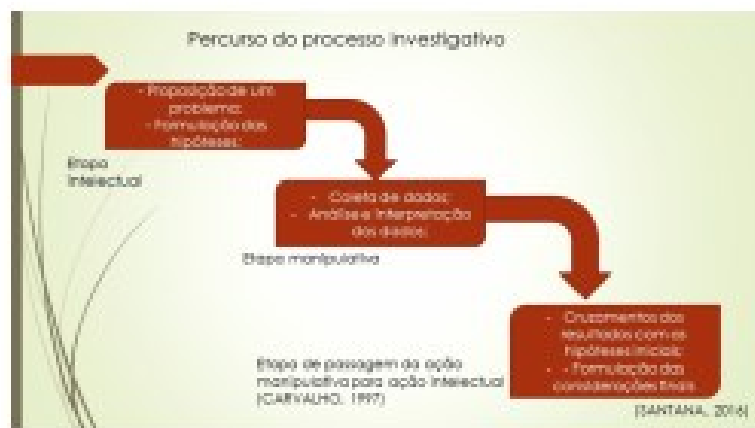 Percurso do processo investigativo
- Proposição de um
problema;
- Formulação das
hipóteses;
Etapa
Intelectual
- Coleta de dados;
- Análise e interpretação
dos dados;
Etapa manipulativa
- Cruzamentos dos
resultados com as
hipóteses iniciais;
- - Formulação das
considerações finais
Etapa de passagem da ação
manipulativa para ação intelectual
(CARVALHO, 1997)
(SANTANA, 2016)